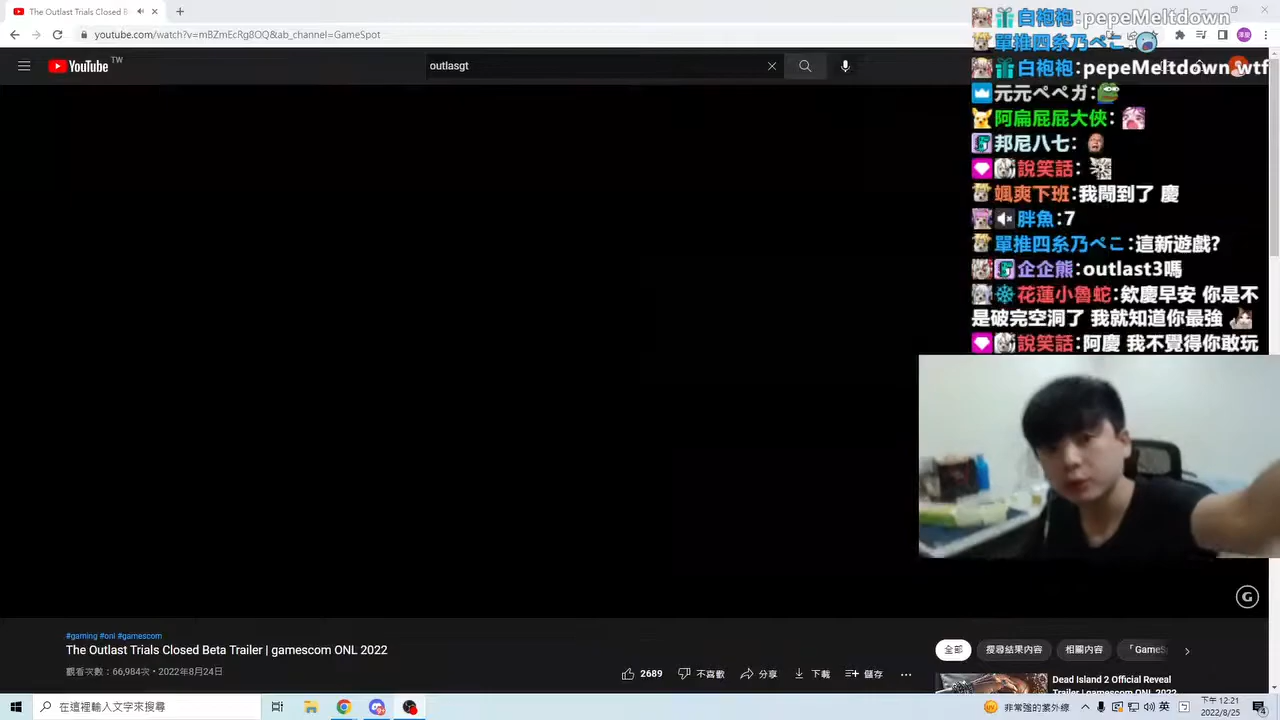 The Outlast Trials Closed B
youtube.com/watch?v=mBZmEcRg8OQ&ab_channel=GameSpot
YouTube TW
outlasgt
白袍袍:pepeMeltdown
單推四糸乃ぺこ:
白袍袍:pepeMeltdown wtf
元元ペペガ:
阿扁屁屁大俠:
邦尼八七:
說笑話:
颯爽下班:我聞到了 慶
胖魚:7
單推四糸乃ぺこ:這新遊戲?
企企熊:outlast3嗎
花蓮小魯蛇:欸慶早安 你是不
是破完空洞了 我就知道你最強
說笑話:阿慶 我不覺得你敢玩
G
#gaming #onl #gamescom
The Outlast Trials Closed Beta Trailer | gamescom ONL 2022
觀看次數：66,984次・2022年8月24日
2689
不喜歡
分享
下載
儲存
全部
搜尋結果內容
相關內容
「GameS
Dead Island 2 Official Reveal
Trailer | gamescom ONL 2022
在這裡輸入文字來搜尋
非常強的紫外線
英
下午 12:21
2022/8/25
4